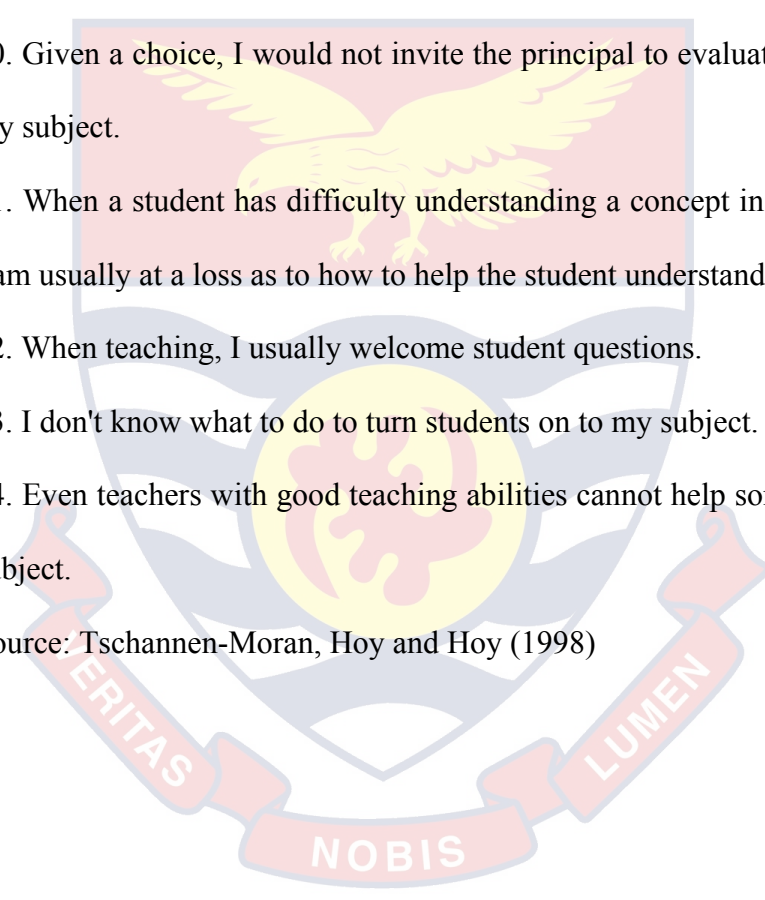 0. Given a choice, I would not invite the principal to evaluat
y subject.
1. When a student has difficulty understanding a concept in
am usually at a loss as to how to help the student understand
2. When teaching, I usually welcome student questions.
3. I don't know what to do to turn students on to my subject.
4. Even teachers with good teaching abilities cannot help so
bject.
ource: Tschannen-Moran, Hoy and Hoy (1998)
VERITAS
NOBIS
LUMEN